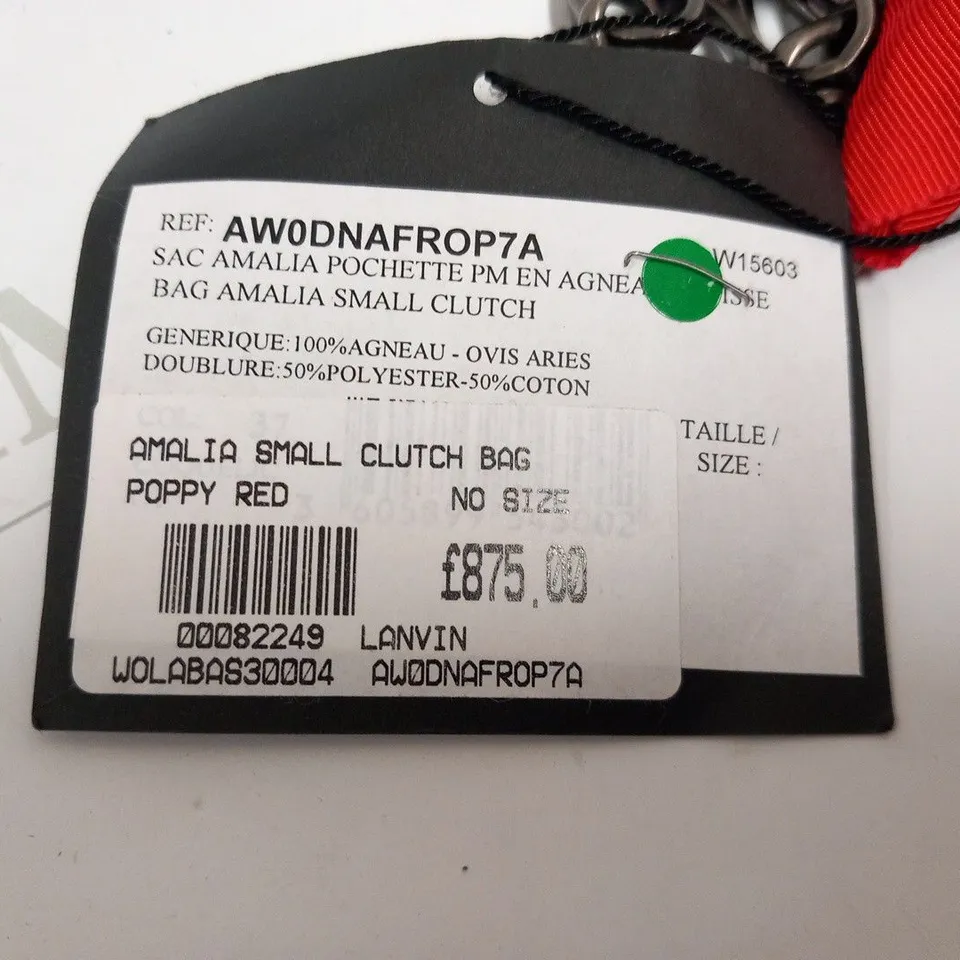 REF: AW0DNAFROP7A
W15603
SAC AMALIA POCHETTE PM EN AGNEA ISSE
BAG AMALIA SMALL CLUTCH
GENERIQUE:100%AGNEAU - OVIS ARIES
DOUBLURE:50%POLYESTER-50%COTON
COL: 37
TAILLE /
SIZE :
AMALIA SMALL CLUTCH BAG
POPPY RED NO SIZE
£875.00
00082249 LANVIN
WOLABAS30004 AW0DNAFROP7A